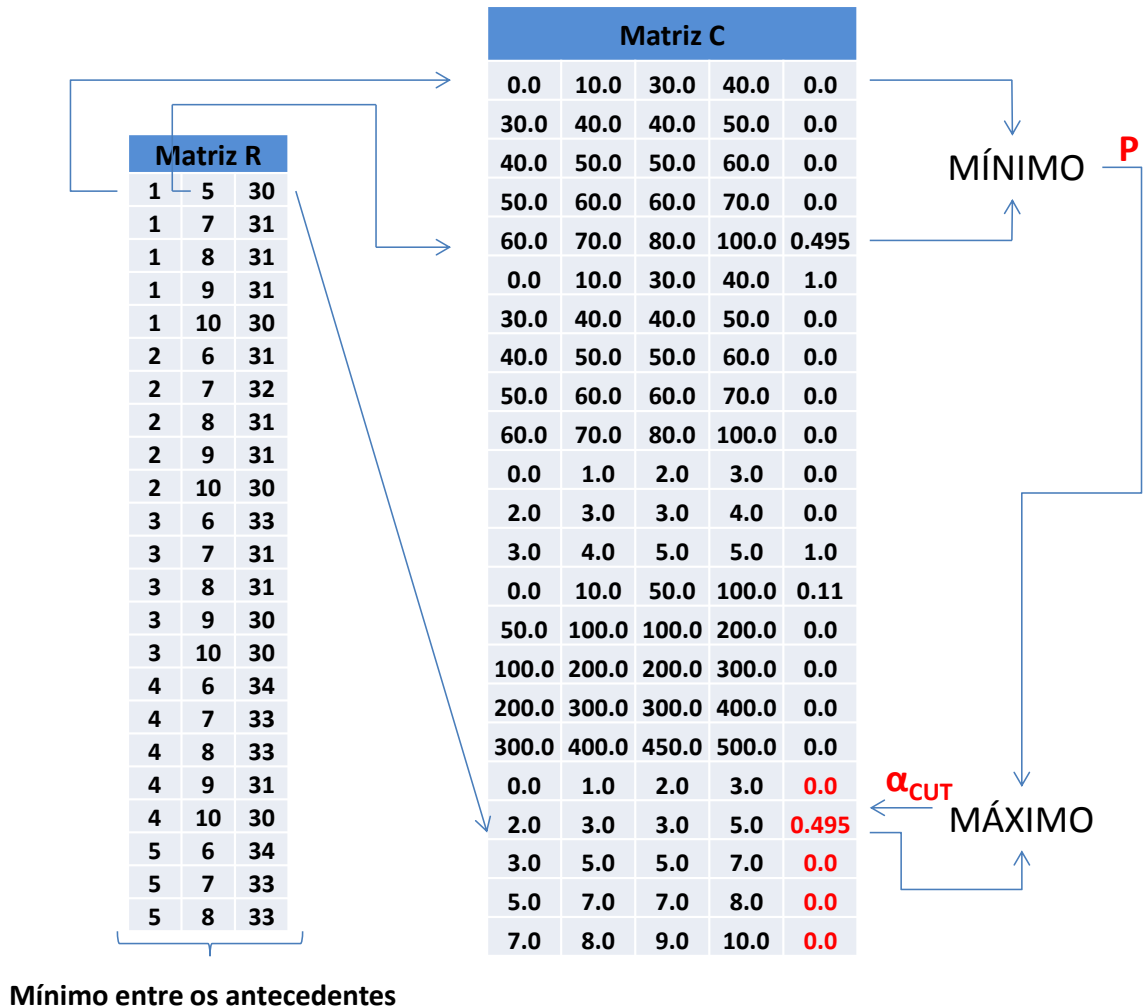 Matriz C
0.0 10.0 30.0 40.0 0.0
30.0 40.0 40.0 50.0 0.0
40.0 50.0 50.0 60.0 0.0
50.0 60.0 60.0 70.0 0.0
60.0 70.0 80.0 100.0 0.495
0.0 10.0 30.0 40.0 1.0
30.0 40.0 40.0 50.0 0.0
40.0 50.0 50.0 60.0 0.0
50.0 60.0 60.0 70.0 0.0
60.0 70.0 80.0 100.0 0.0
0.0 1.0 2.0 3.0 0.0
2.0 3.0 3.0 4.0 0.0
3.0 4.0 5.0 5.0 1.0
0.0 10.0 50.0 100.0 0.11
50.0 100.0 100.0 200.0 0.0
100.0 200.0 200.0 300.0 0.0
200.0 300.0 300.0 400.0 0.0
300.0 400.0 450.0 500.0 0.0
0.0 1.0 2.0 3.0 0.0
2.0 3.0 3.0 5.0 0.495
3.0 5.0 5.0 7.0 0.0
5.0 7.0 7.0 8.0 0.0
7.0 8.0 9.0 10.0 0.0
Matriz R
1 5 30
1 7 31
1 8 31
1 9 31
1 10 30
2 6 31
2 7 32
2 8 31
2 9 31
2 10 30
3 6 33
3 7 31
3 8 31
3 9 30
3 10 30
4 6 34
4 7 33
4 8 33
4 9 31
4 10 30
5 6 34
5 7 33
5 8 33
MÍNIMO
P
αCUT
MÁXIMO
Mínimo entre os antecedentes